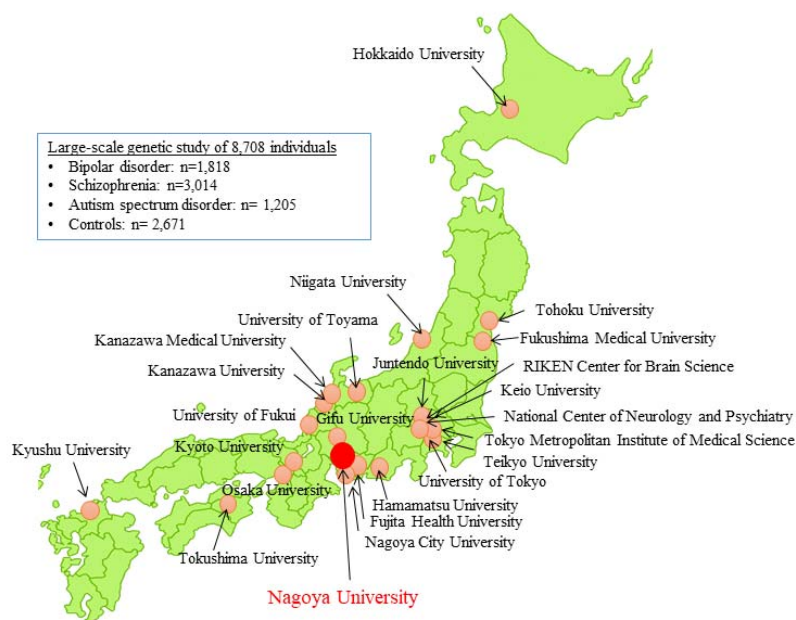 Hokkaido University
Large-scale genetic study of 8,708 individuals
• Bipolar disorder: n=1,818
• Schizophrenia: n=3,014
• Autism spectrum disorder: n= 1,205
• Controls: n= 2,671
Niigata University
Tohoku University
University of Toyama
Fukushima Medical University
Kanazawa Medical University
Juntendo University
RIKEN Center for Brain Science
Kanazawa University
Keio University
University of Fukui
Gifu University
National Center of Neurology and Psychiatry
Tokyo Metropolitan Institute of Medical Science
Kyushu University
Kyoto University
Teikyo University
University of Tokyo
Osaka University
Hamamatsu University
Fujita Health University
Nagoya City University
Tokushima University
Nagoya University